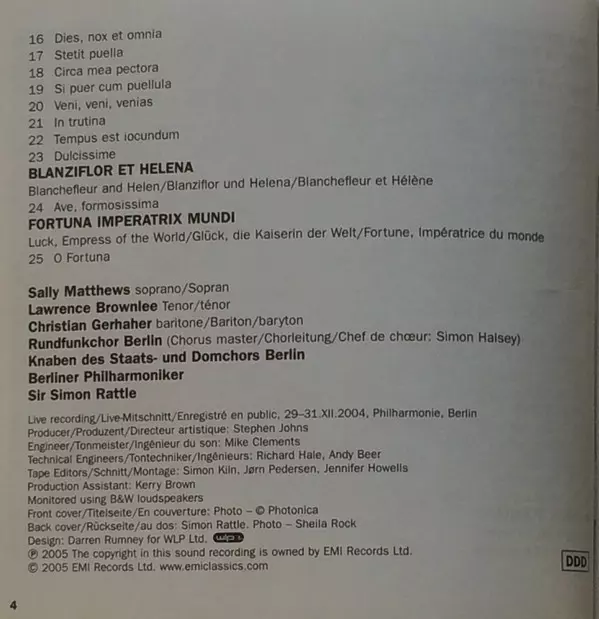 16 Dies, nox et omnia
17 Stetit puella
18 Circa mea pectora
19 Si puer cum puellula
20 Veni, veni, venias
21 In trutina
22 Tempus est iocundum
23 Dulcissime
BLANZIFLOR ET HELENA
Blanchefleur and Helen/Blanziflor und Helena/Blanchefleur et Hélène
24 Ave, formosissima
FORTUNA IMPERATRIX MUNDI
Luck, Empress of the World/Glück, die Kaiserin der Welt/Fortune, Impératrice du monde
25 O Fortuna
Sally Matthews soprano/Sopran
Lawrence Brownlee Tenor/ténor
Christian Gerhaher baritone/Bariton/baryton
Rundfunkchor Berlin (Chorus master/Chorleitung/Chef de chœur: Simon Halsey)
Knaben des Staats- und Domchors Berlin
Berliner Philharmoniker
Sir Simon Rattle
Live recording/Live-Mitschnitt/Enregistré en public, 29–31.XII.2004, Philharmonie, Berlin
Producer/Produzent/Directeur artistique: Stephen Johns
Engineer/Tonmeister/Ingénieur du son: Mike Clements
Technical Engineers/Tontechniker/Ingénieurs: Richard Hale, Andy Beer
Tape Editors/Schnitt/Montage: Simon Kiln, Jørn Pedersen, Jennifer Howells
Production Assistant: Kerry Brown
Monitored using B&W loudspeakers
Front cover/Titelseite/En couverture: Photo – © Photonica
Back cover/Rückseite/au dos: Simon Rattle. Photo – Sheila Rock
Design: Darren Rumney for WLP Ltd. wlp
℗ 2005 The copyright in this sound recording is owned by EMI Records Ltd.
© 2005 EMI Records Ltd. www.emiclassics.com
DDD
4